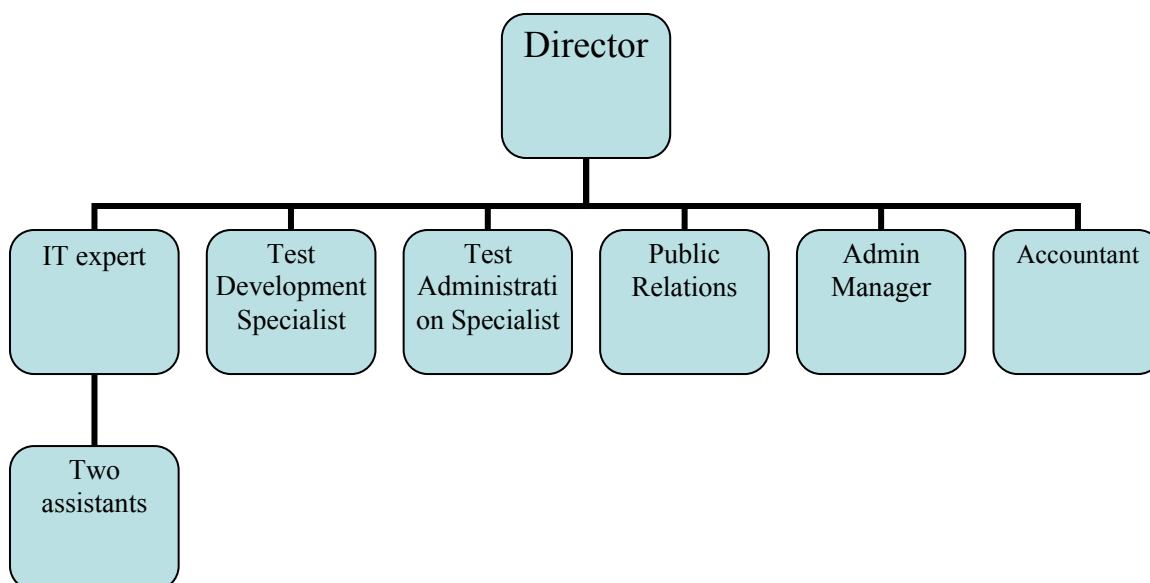 Director
IT expert
Test
Development
Specialist
Test
Administrati
on Specialist
Public
Relations
Admin
Manager
Accountant
Two
assistants